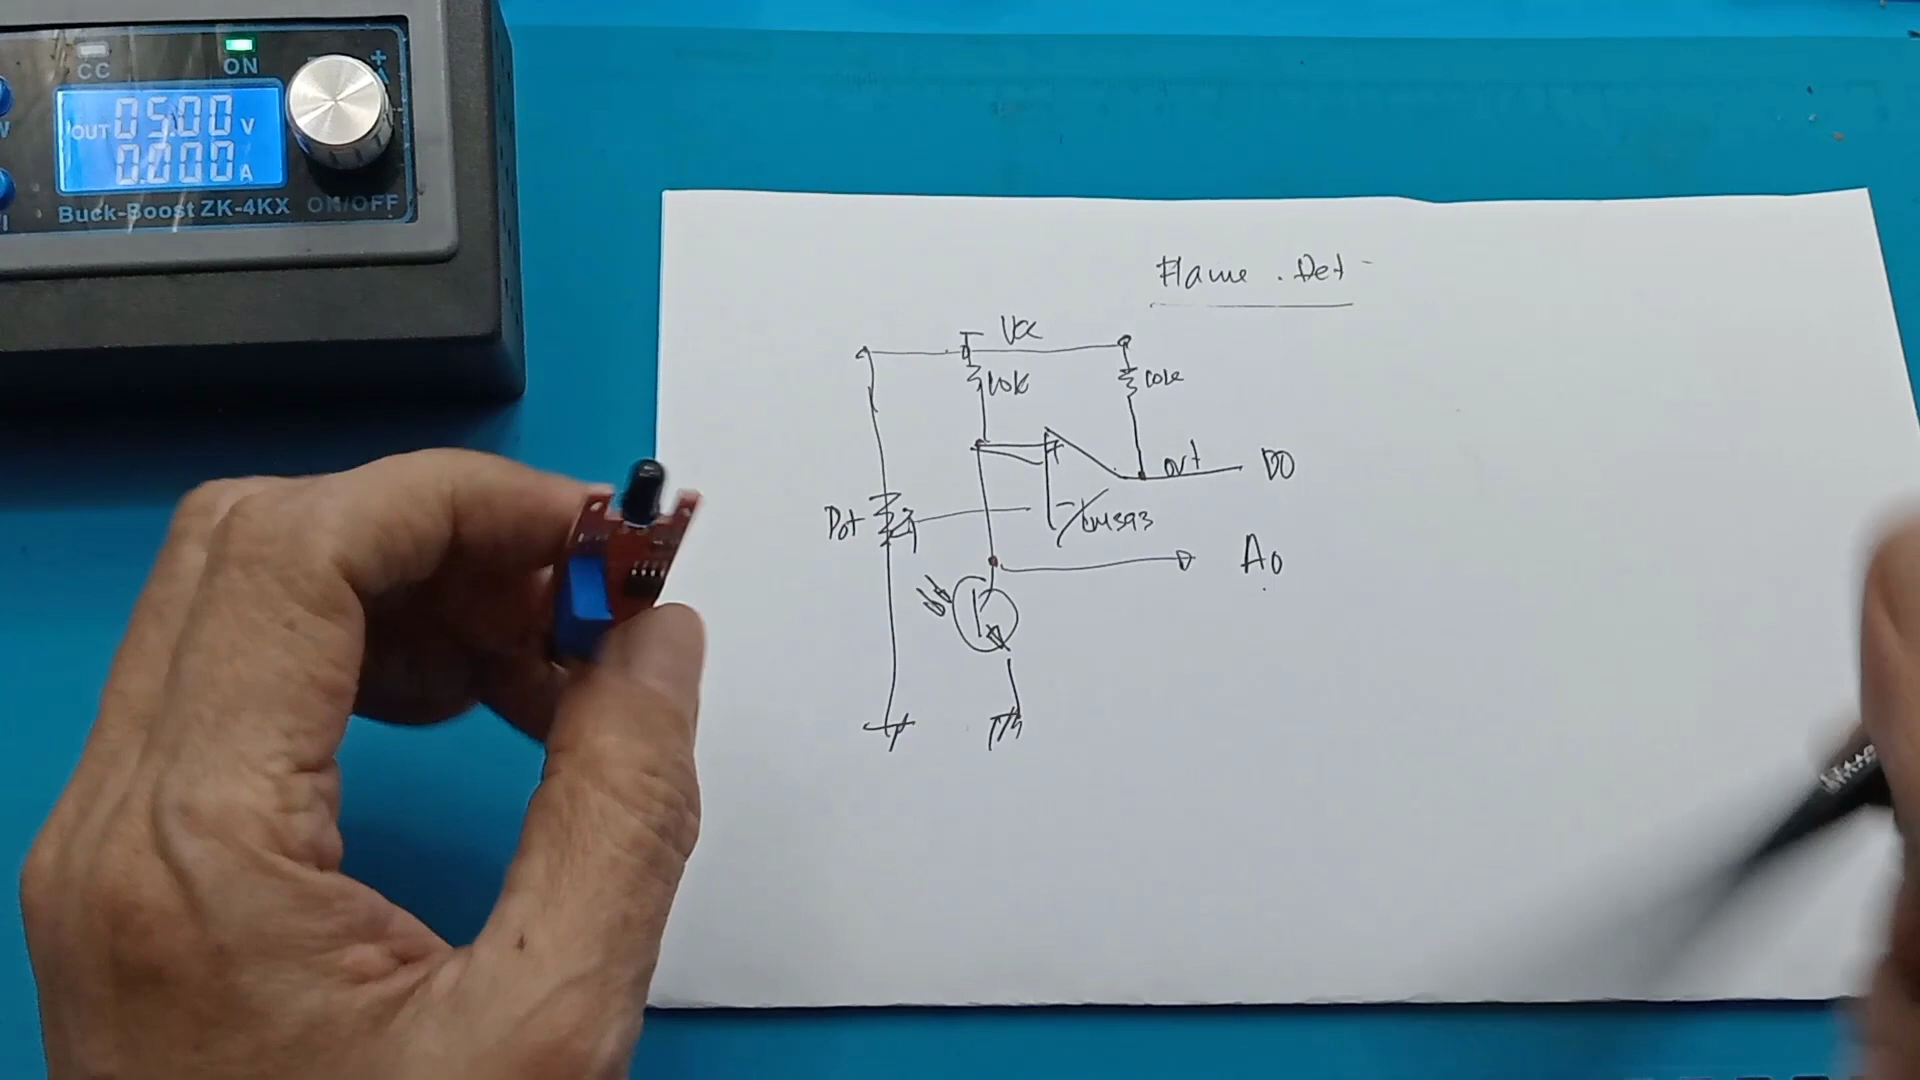 CC
ON
OUT 05.00 V
0.000 A
Buck-Boost ZK-4KX ON/OFF
Flame . Det
Vcc
10k
10k
+
out DO
Pot
-
LM393
Ao